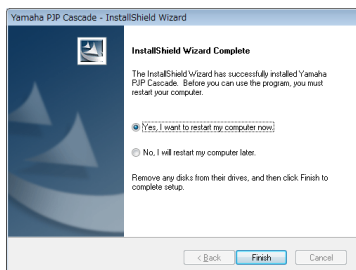 Yamaha PJP Cascade - InstallShield Wizard
InstallShield Wizard Complete
The InstallShield Wizard has successfully installed Yamaha
PJP Cascade. Before you can use the program, you must
restart your computer.
Yes, I want to restart my computer now.
No, I will restart my computer later.
Remove any disks from their drives, and then click Finish to
complete setup.
< Back Finish Cancel